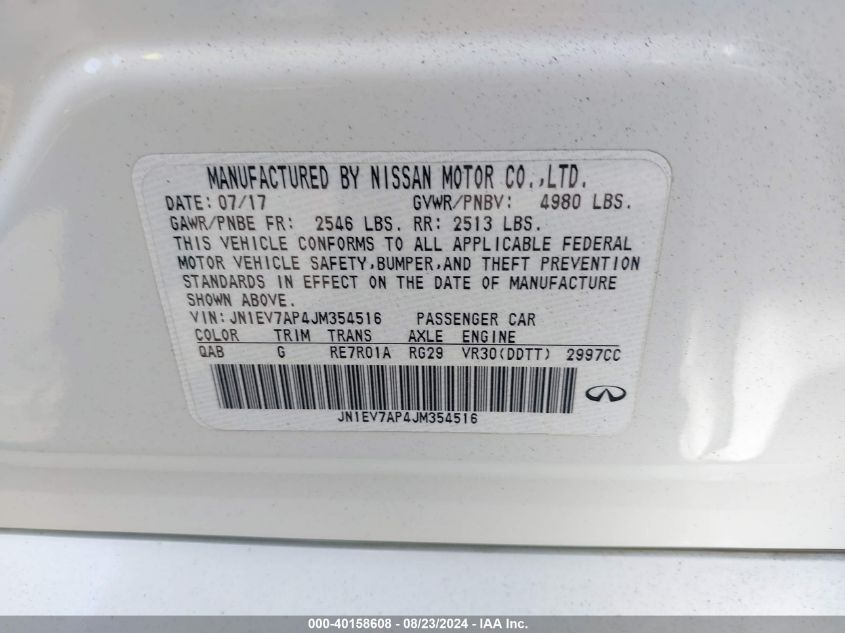 MANUFACTURED BY NISSAN MOTOR CO.,LTD.
DATE: 07/17 GVWR/PNBV: 4980 LBS.
GAWR/PNBE FR: 2546 LBS. RR: 2513 LBS.
THIS VEHICLE CONFORMS TO ALL APPLICABLE FEDERAL
MOTOR VEHICLE SAFETY,BUMPER,AND THEFT PREVENTION
STANDARDS IN EFFECT ON THE DATE OF MANUFACTURE
SHOWN ABOVE.
VIN:JN1EV7AP4JM354516 PASSENGER CAR
COLOR TRIM TRANS AXLE ENGINE
QAB G RE7R01A RG29 VR30(DDTT) 2997CC
JN1EV7AP4JM354516
000-40158608 - 08/23/2024 - IAAI.com